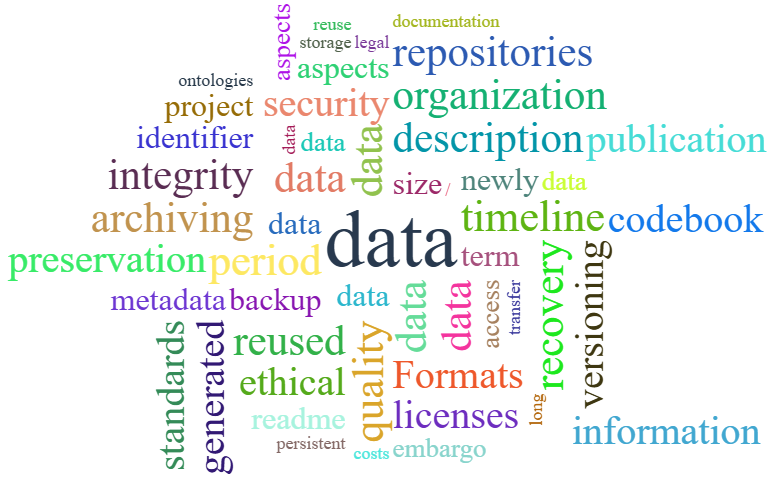 aspects
reuse
documentation
storage
legal
repositories
aspects
ontologies
project
security
organization
identifier
data
data
data
description
publication
integrity
data
size
/
newly
data
archiving
data
data
timeline
codebook
preservation
period
term
metadata
backup
data
data
data
access
transfer
recovery
versioning
standards
generated
reused
quality
ethical
Formats
readme
licenses
long
information
persistent
costs
embargo